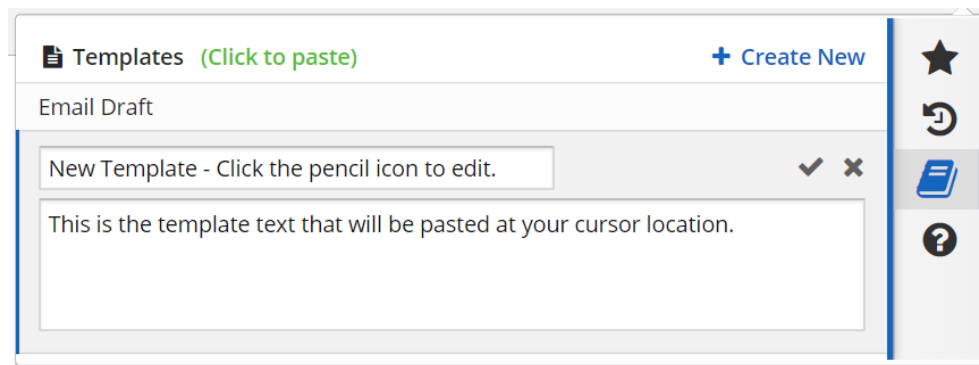 Templates (Click to paste) + Create New
Email Draft
New Template - Click the pencil icon to edit.
This is the template text that will be pasted at your cursor location.